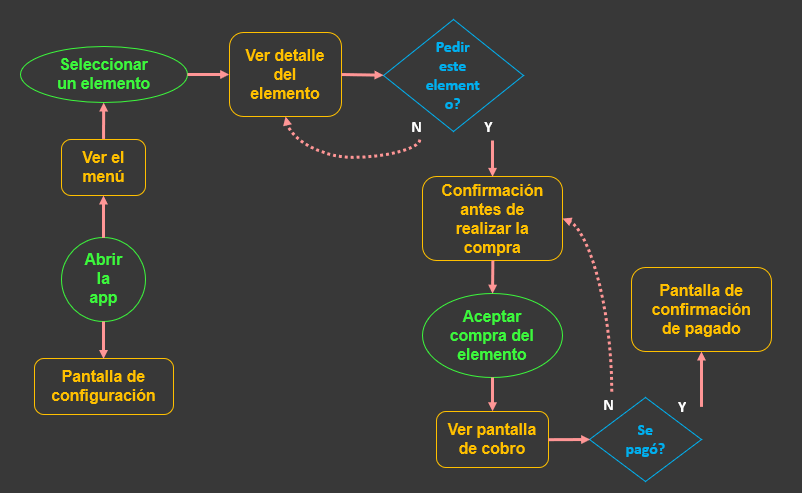 Seleccionar
un elemento
Ver detalle
del
elemento
Pedir
este
element
o?
N
Y
Ver el
menú
Confirmación
antes de
realizar la
compra
Abrir
la
app
Pantalla de
confirmación
de pagado
Aceptar
compra del
elemento
Pantalla de
configuración
N
Y
Ver pantalla
de cobro
Se
pagó?